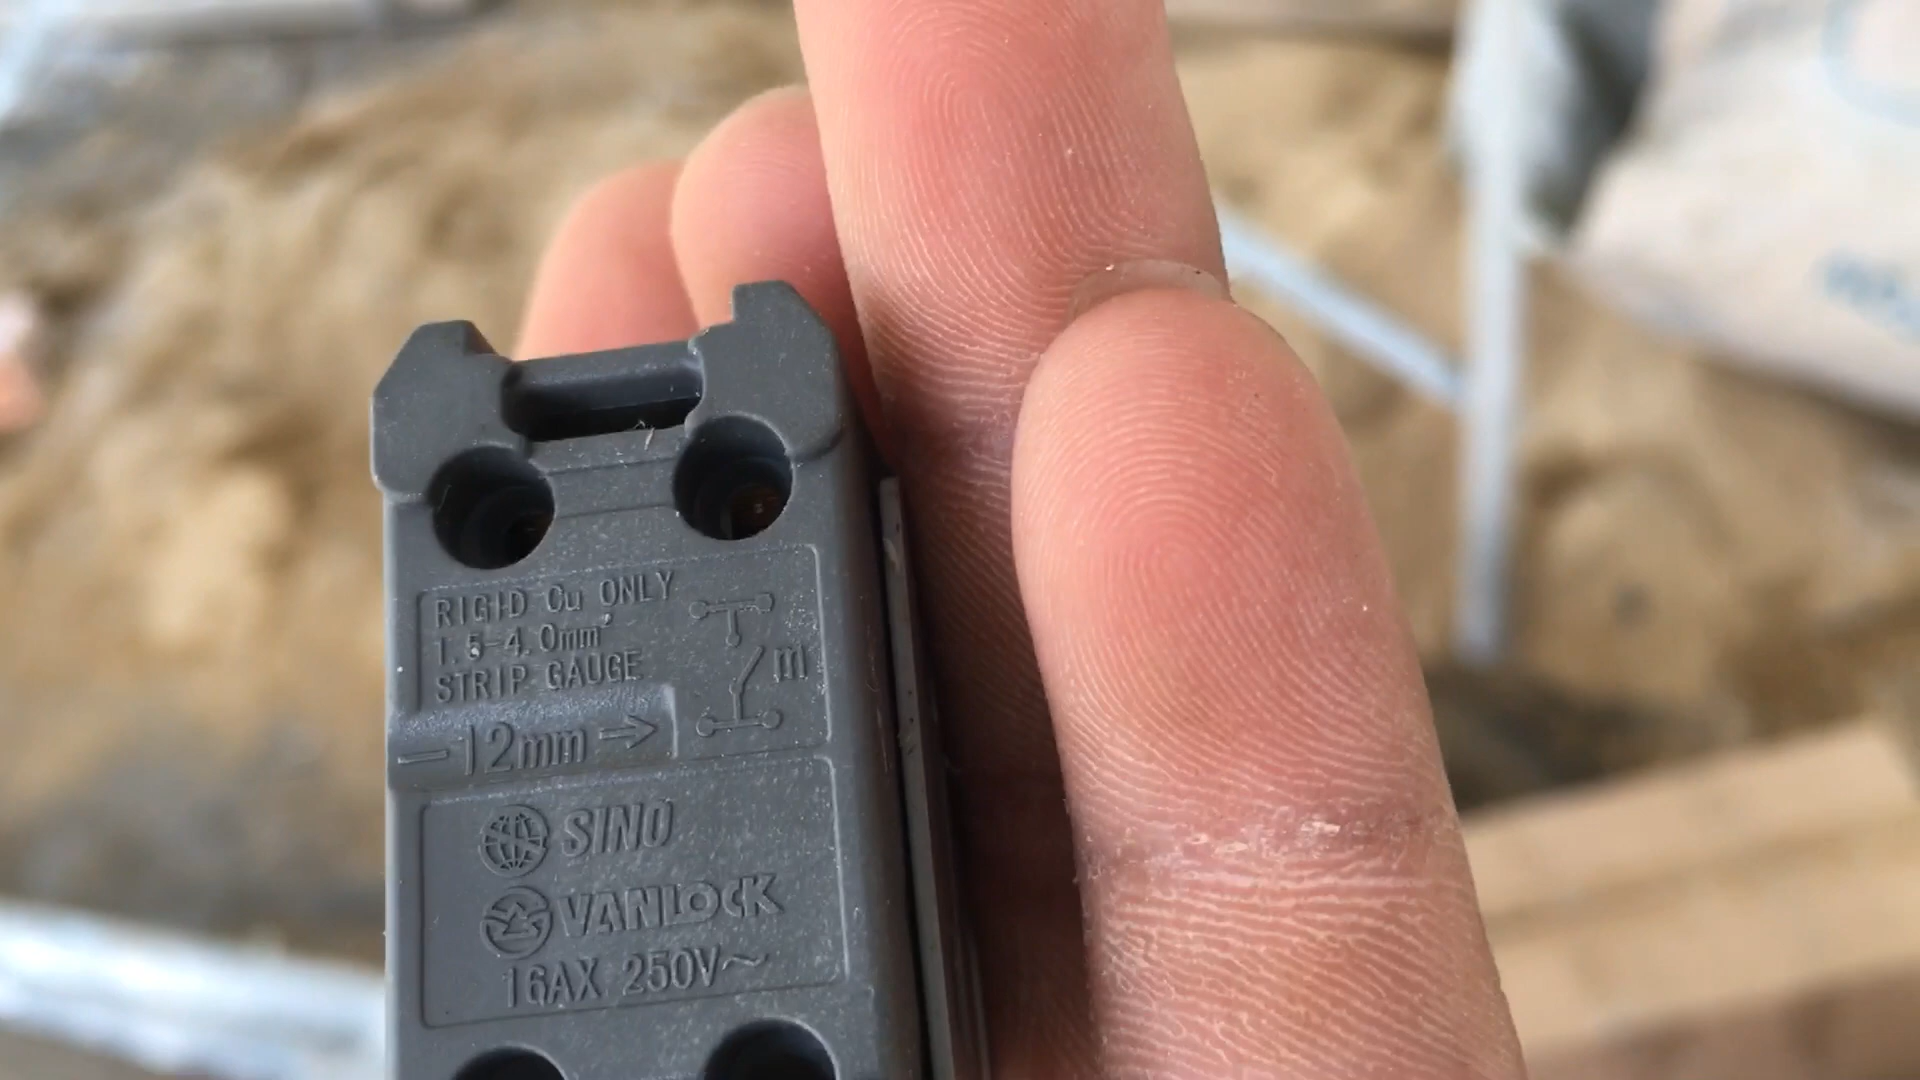 RIGID Cu ONLY
1.5-4.0mm²
STRIP GAUGE
12mm →
m
SINO
VANLOCK
16AX 250V~